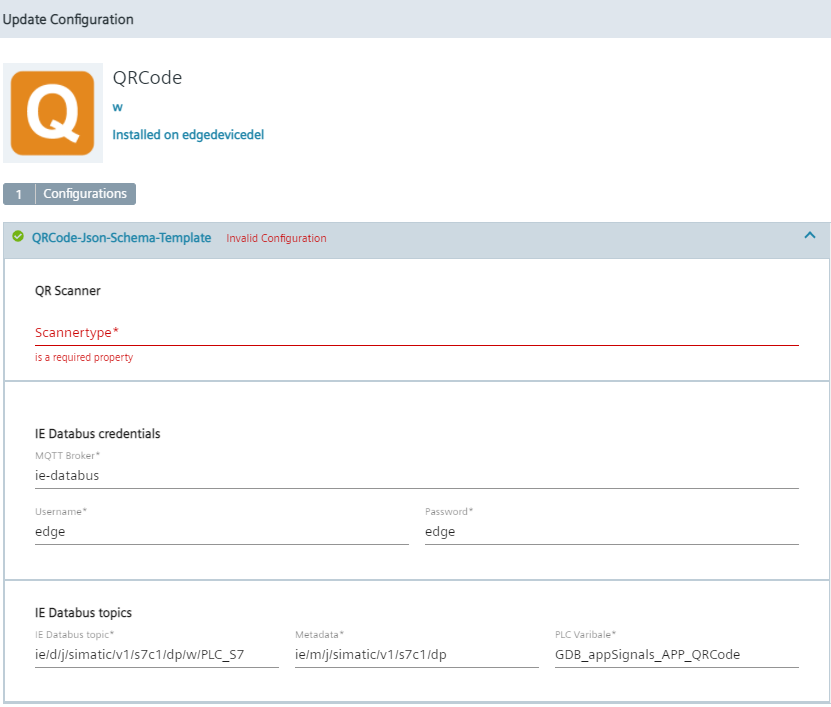 Update Configuration
Q
QRCode
w
Installed on edgedevicedel
1 Configurations
QRCode-Json-Schema-Template Invalid Configuration
QR Scanner
Scannertype*
is a required property
IE Databus credentials
MQTT Broker*
ie-databus
Username* Password*
edge edge
IE Databus topics
IE Databus topic* Metadata* PLC Varibale*
ie/d/j/simatic/v1/s7c1/dp/w/PLC_S7 ie/m/j/simatic/v1/s7c1/dp GDB_appSignals_APP_QRCode